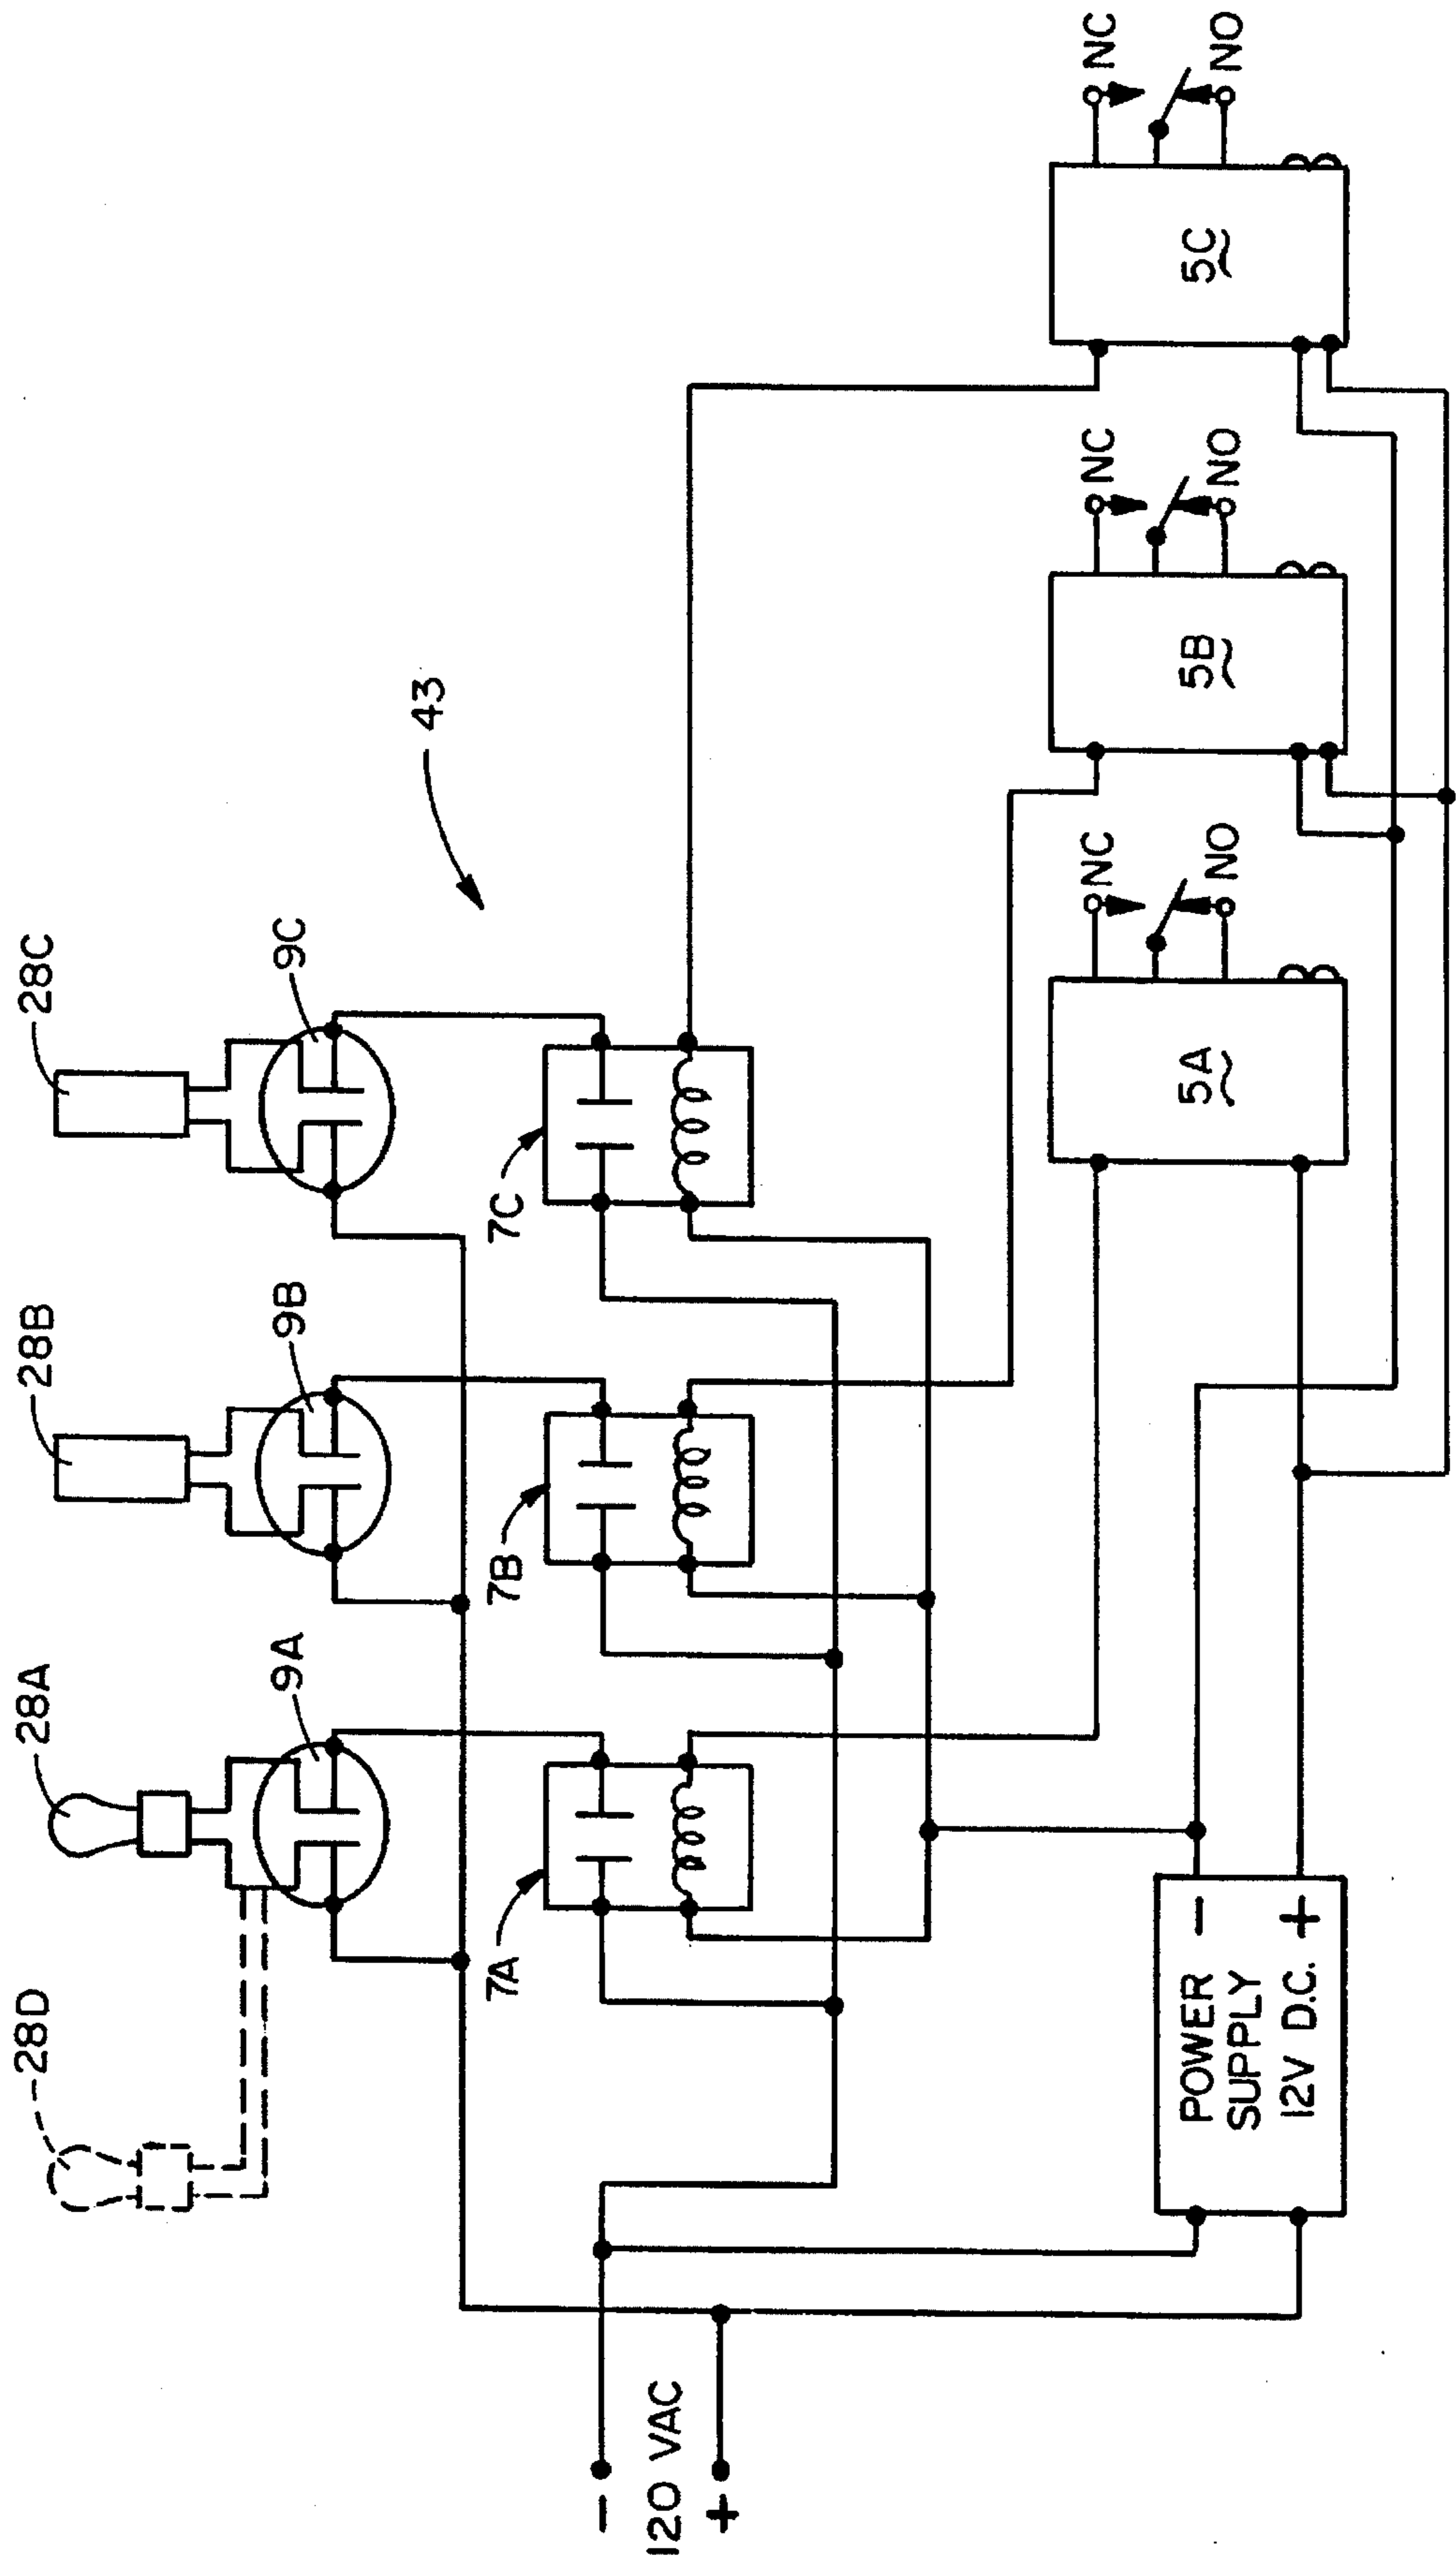 28D
28A
28B
28C
9A
9B
9C
43
7A
7B
7C
-
120 VAC
+
POWER -
SUPPLY
12V D.C. +
5A
NC
NO
5B
NC
NO
5C
NC
NO